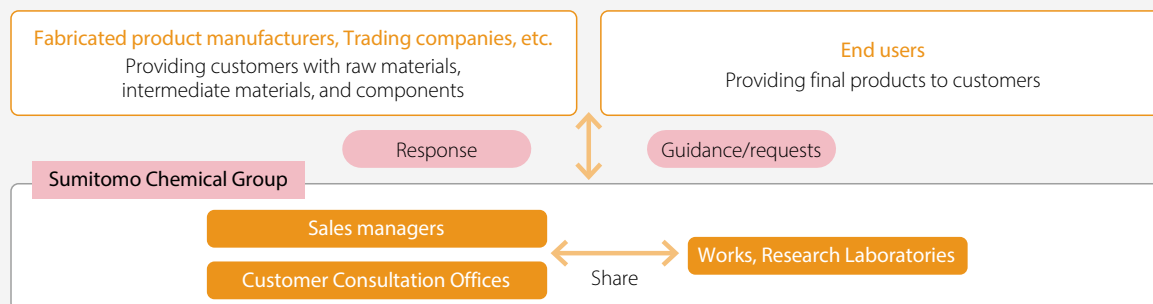 Fabricated product manufacturers, Trading companies, etc.
Providing customers with raw materials,
intermediate materials, and components
End users
Providing final products to customers
Response
Guidance/requests
Sumitomo Chemical Group
Sales managers
Customer Consultation Offices
Share
Works, Research Laboratories